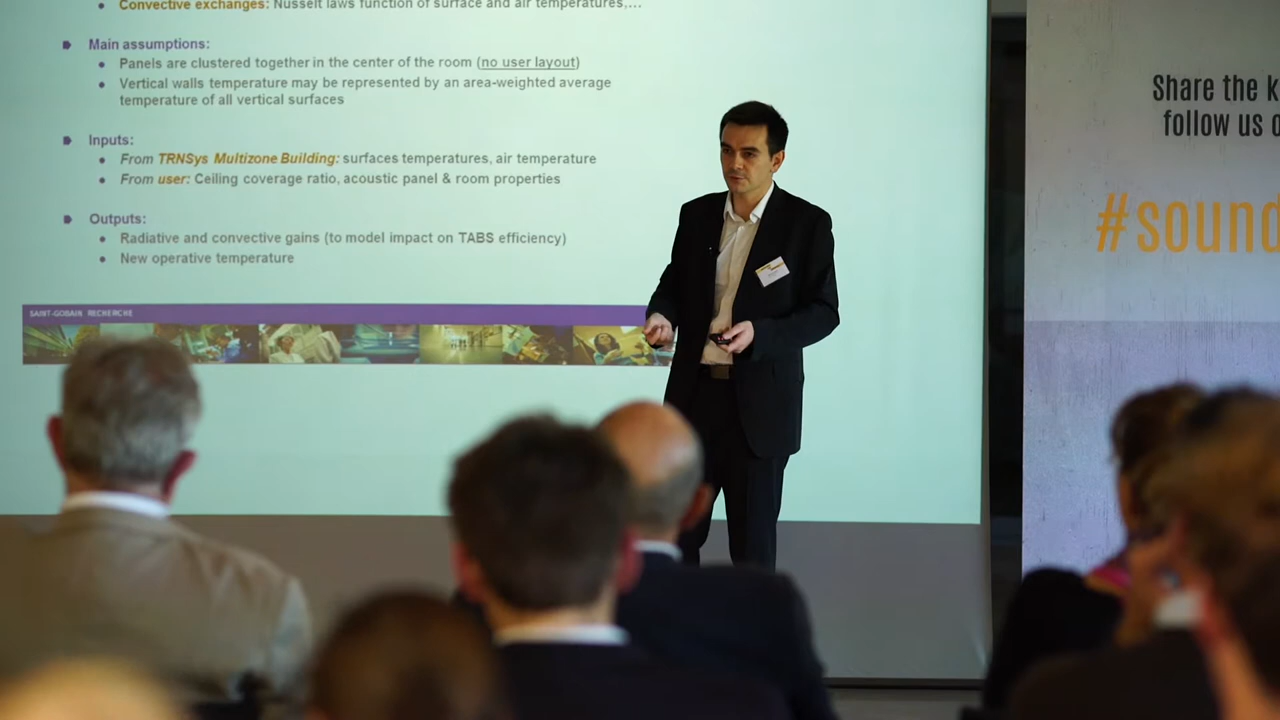 Convective exchanges: Nusselt laws function of surface and air temperatures,...
Main assumptions:
Panels are clustered together in the center of the room (no user layout)
Vertical walls temperature may be represented by an area-weighted average
temperature of all vertical surfaces
Inputs:
From TRNSys Multizone Building: surfaces temperatures, air temperature
From user: Ceiling coverage ratio, acoustic panel & room properties
Outputs:
Radiative and convective gains (to model impact on TABS efficiency)
New operative temperature
SAINT-GOBAIN RECHERCHE
Share the k
follow us o
#sound